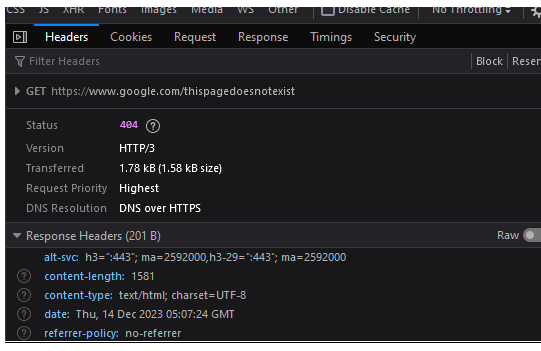 CSS JS XHR Fonts Images Media WS Other Disable Cache No Throttling
Headers Cookies Request Response Timings Security
Filter Headers Block Resen
GET https://www.google.com/thispagedoesnotexist
Status 404 ?
Version HTTP/3
Transferred 1.78 kB (1.58 kB size)
Request Priority Highest
DNS Resolution DNS over HTTPS
Response Headers (201 B) Raw
alt-svc: h3=":443"; ma=2592000,h3-29=":443"; ma=2592000
? content-length: 1581
? content-type: text/html; charset=UTF-8
? date: Thu, 14 Dec 2023 05:07:24 GMT
? referrer-policy: no-referrer